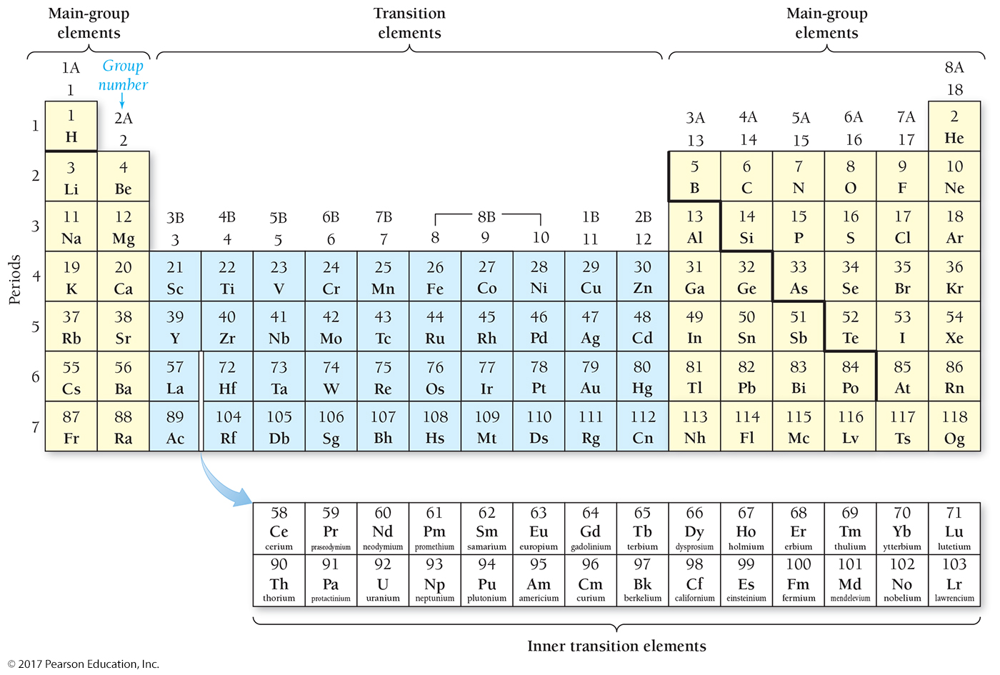 Main-group elements
Transition elements
Main-group elements
1A
Group number
8A
1
18
1
1
H
2A
2
3A
4A
5A
6A
7A
2
He
13
14
15
16
17
2
3
Li
4
Be
5
B
6
C
7
N
8
O
9
F
10
Ne
3
11
Na
12
Mg
3B
4B
5B
6B
7B
8B
1B
2B
3
4
5
6
7
8
9
10
11
12
13
Al
14
Si
15
P
16
S
17
Cl
18
Ar
Periods
4
19 20 21 22 23 24 25 26 27 28 29 30 31 32 33 34 35 36
K Ca Sc Ti V Cr Mn Fe Co Ni Cu Zn Ga Ge As Se Br Kr
5
37 38 39 40 41 42 43 44 45 46 47 48 49 50 51 52 53 54
Rb Sr Y Zr Nb Mo Tc Ru Rh Pd Ag Cd In Sn Sb Te I Xe
6
55 56 57 72 73 74 75 76 77 78 79 80 81 82 83 84 85 86
Cs Ba La Hf Ta W Re Os Ir Pt Au Hg Tl Pb Bi Po At Rn
7
87 88 89 104 105 106 107 108 109 110 111 112 113 114 115 116 117 118
Fr Ra Ac Rf Db Sg Bh Hs Mt Ds Rg Cn Nh Fl Mc Lv Ts Og
58 59 60 61 62 63 64 65 66 67 68 69 70 71
Ce Pr Nd Pm Sm Eu Gd Tb Dy Ho Er Tm Yb Lu
cerium praseodymium neodymium promethium samarium europium gadolinium terbium dysprosium holmium erbium thulium ytterbium lutetium
90 91 92 93 94 95 96 97 98 99 100 101 102 103
Th Pa U Np Pu Am Cm Bk Cf Es Fm Md No Lr
thorium protactinium uranium neptunium plutonium americium curium berkelium californium einsteinium fermium mendelevium nobelium lawrencium
Inner transition elements
© 2017 Pearson Education, Inc.